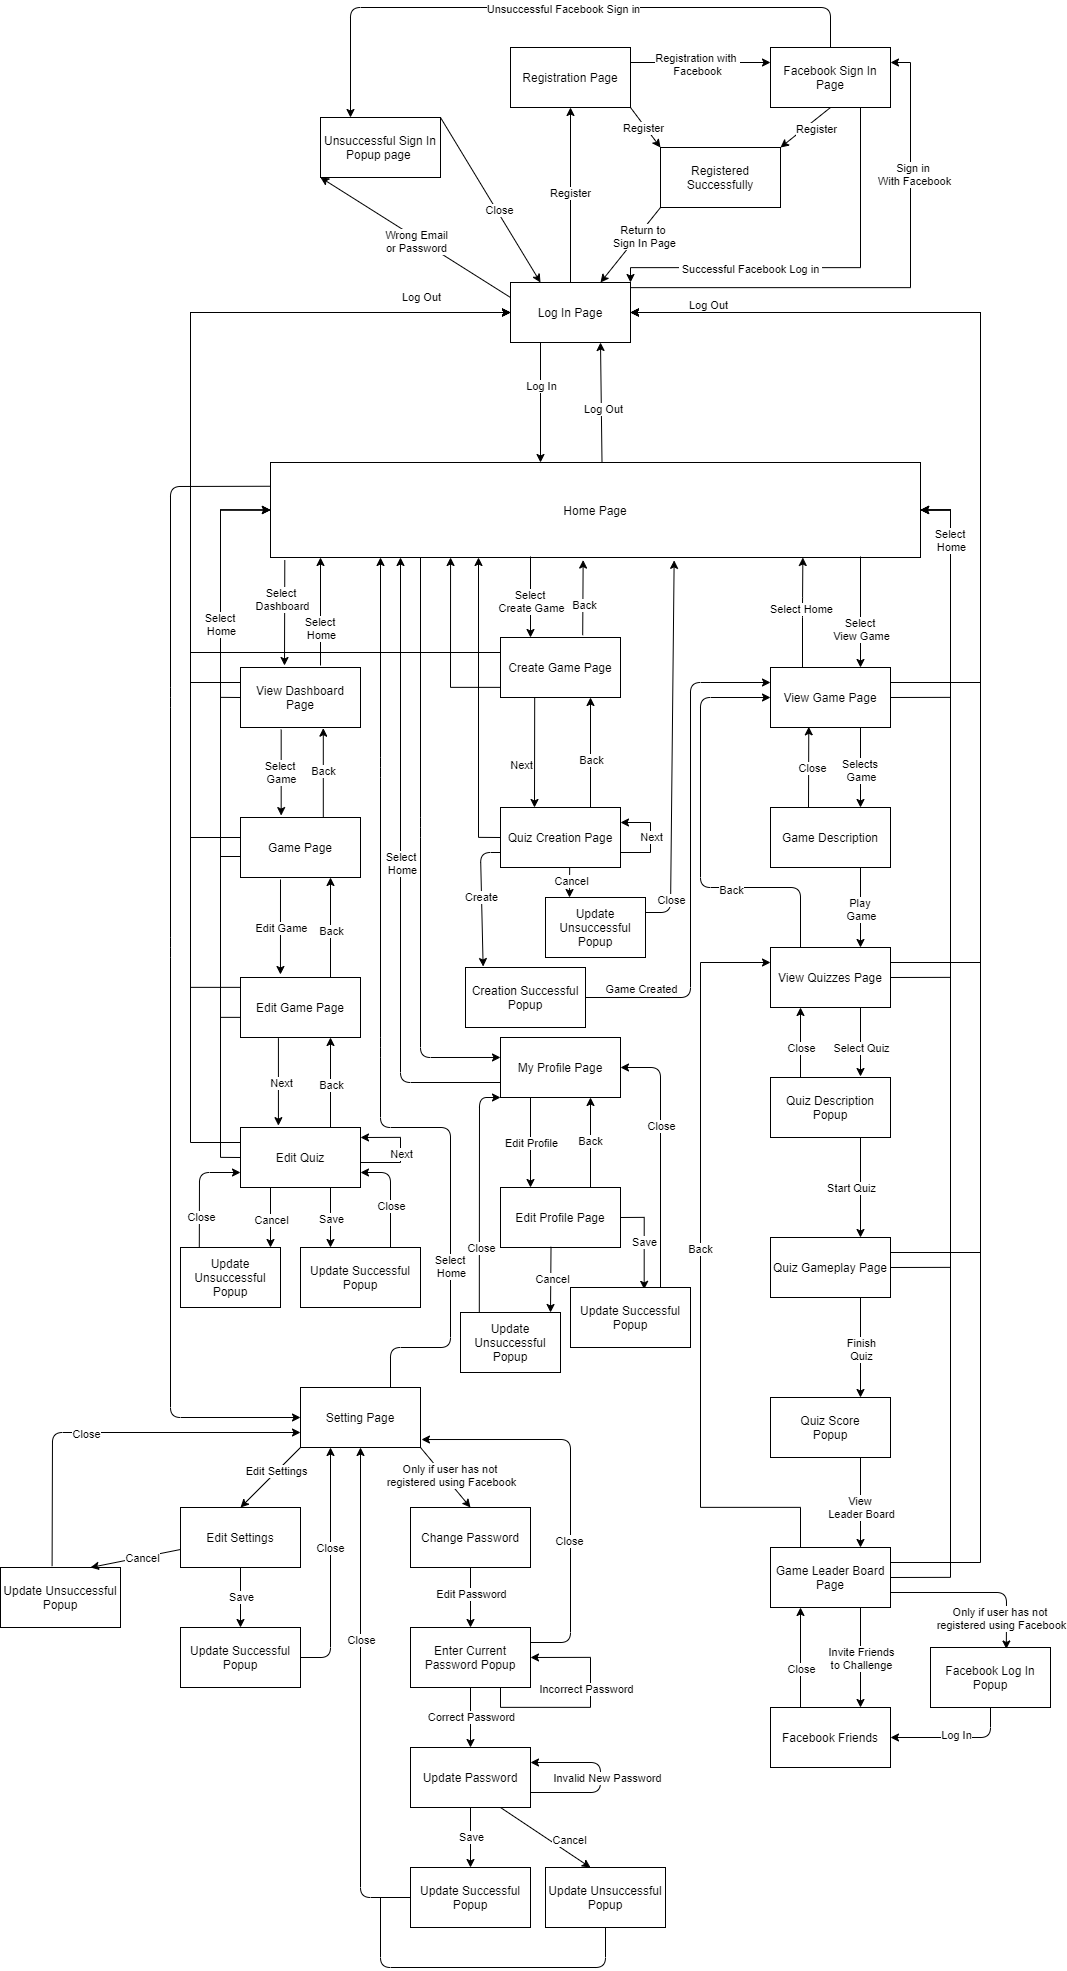 Unsuccessful Facebook Sign in
Registration Page
Registration with
Facebook
Facebook Sign In
Page
Unsuccessful Sign In
Popup page
Register
Register
Registered
Successfully
Sign in
With Facebook
Register
Close
Wrong Email
or Password
Return to
Sign In Page
Successful Facebook Log in
Log Out
Log In Page
Log Out
Log In
Log Out
Home Page
Select
Home
Select
Dashboard
Select
Home
Select
Home
Select
Create Game
Back
Select Home
Select
View Game
Select
Home
View Dashboard
Page
Create Game Page
View Game Page
Select
Game
Back
Next
Back
Close
Selects
Game
Game Page
Quiz Creation Page
Next
Game Description
Select
Home
Cancel
Create
Close
Back
Play
Game
Edit Game
Back
Update
Unsuccessful
Popup
Edit Game Page
Creation Successful
Popup
Game Created
View Quizzes Page
Close
Select Quiz
My Profile Page
Next
Back
Quiz Description
Popup
Edit Profile
Back
Close
Edit Quiz
Next
Start Quiz
Close
Cancel
Save
Close
Edit Profile Page
Close
Save
Back
Update
Unsuccessful
Popup
Update Successful
Popup
Select
Home
Cancel
Quiz Gameplay Page
Update
Unsuccessful
Popup
Update Successful
Popup
Finish
Quiz
Setting Page
Quiz Score
Popup
Close
Edit Settings
Only if user has not
registered using Facebook
View
Leader Board
Edit Settings
Close
Change Password
Close
Cancel
Game Leader Board
Page
Update Unsuccessful
Popup
Save
Edit Password
Only if user has not
registered using Facebook
Update Successful
Popup
Close
Enter Current
Password Popup
Incorrect Password
Close
Invite Friends
to Challenge
Facebook Log In
Popup
Correct Password
Facebook Friends
Log In
Update Password
Invalid New Password
Save
Cancel
Update Successful
Popup
Update Unsuccessful
Popup